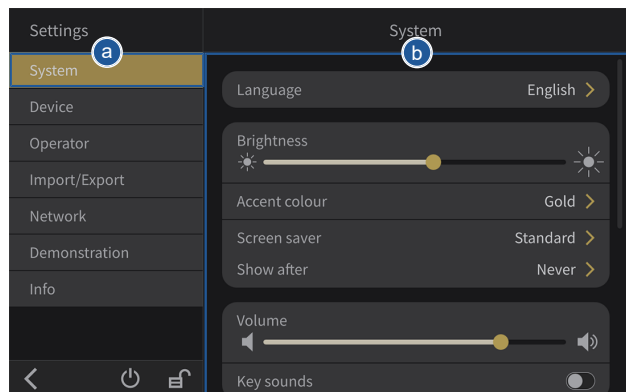 Settings
a
System
Device
Operator
Import/Export
Network
Demonstration
Info
System
b
Language English
Brightness
Accent colour Gold
Screen saver Standard
Show after Never
Volume
Key sounds